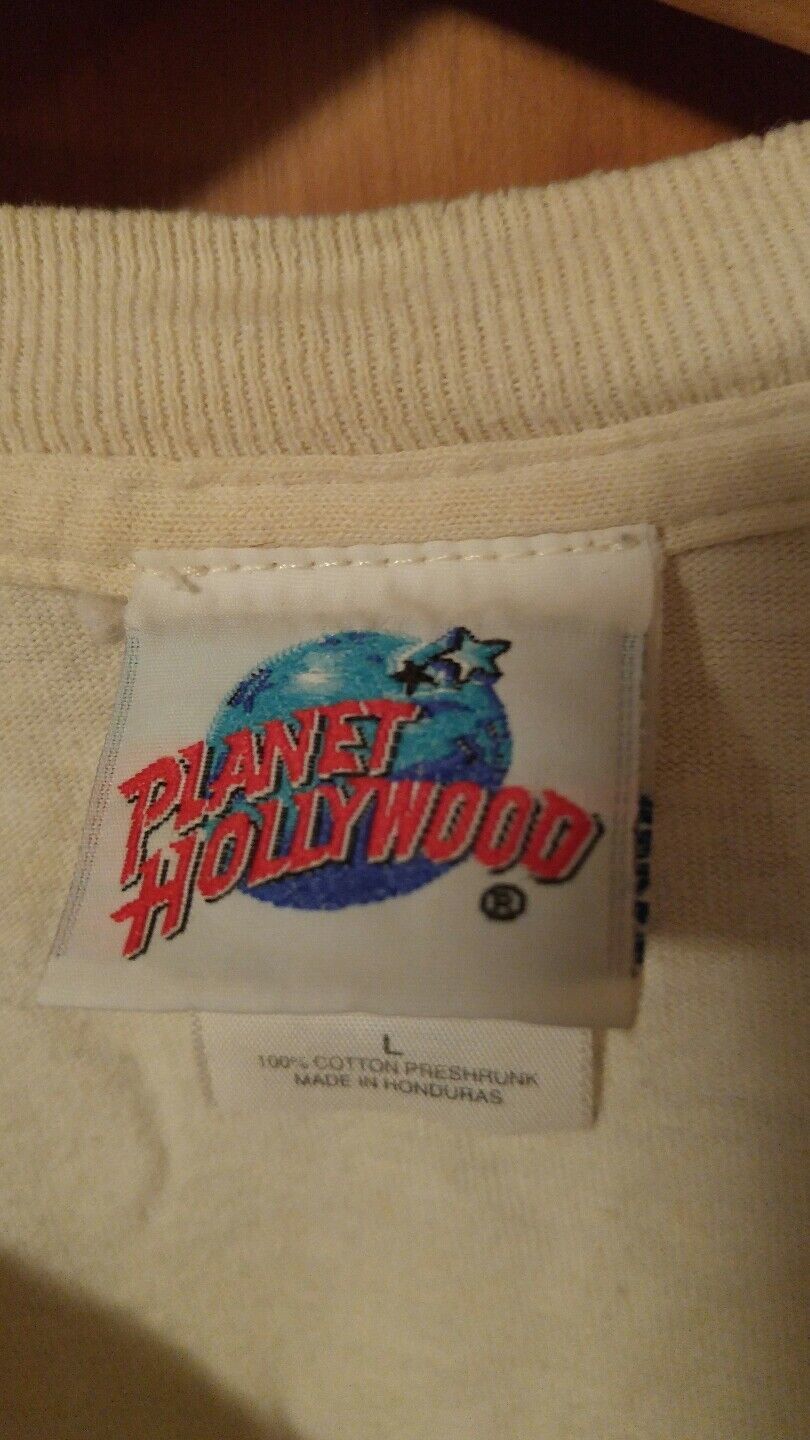 PLANET
HOLLYWOOD
®
L
100% COTTON PRESHRUNK
MADE IN HONDURAS